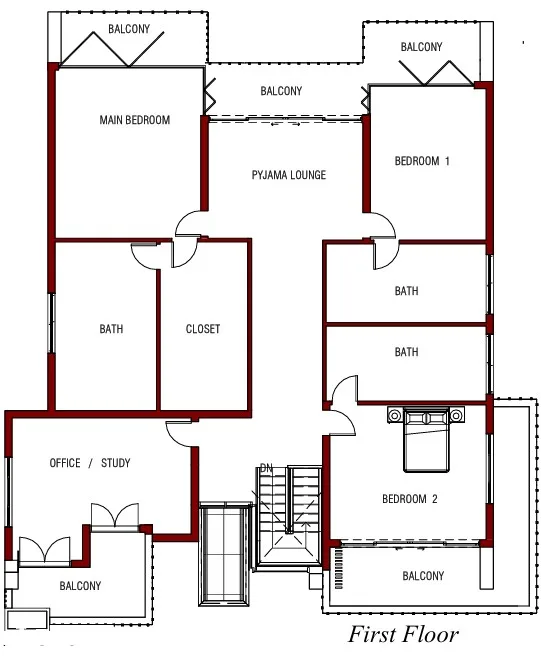 BALCONY
BALCONY
BALCONY
MAIN BEDROOM
BEDROOM 1
PYJAMA LOUNGE
BATH
BATH
CLOSET
BATH
OFFICE / STUDY
DN
BEDROOM 2
BALCONY
BALCONY
First Floor